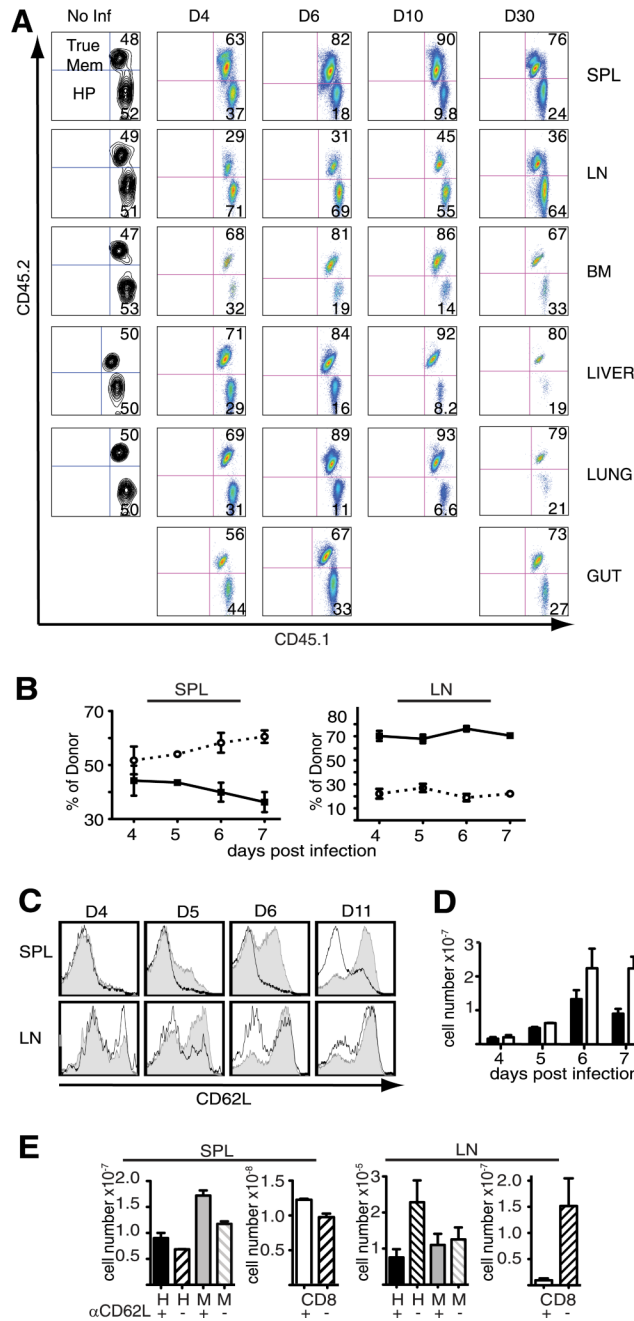 A
No Inf D4 D6 D10 D30
True Mem
HP
48 63 82 90 76
52 37 18 9.8 24
SPL
49 29 31 45 36
51 71 69 55 64
LN
47 68 81 86 67
53 32 19 14 33
BM
50 71 84 92 80
50 29 16 8.2 19
LIVER
50 69 89 93 79
50 31 11 6.6 21
LUNG
56 67 73
44 33 27
GUT
CD45.2
CD45.1
B
SPL LN
% of Donor
70
50
30
4 5 6 7
% of Donor
70
50
30
10
4 5 6 7
days post infection
C
D4 D5 D6 D11
SPL
LN
CD62L
D
cell number x10-7
2
1
4 5 6 7
days post infection
E
SPL LN
cell number x10-7
2.0
1.5
1.0
0.5
H H M M
αCD62L + - + -
cell number x10-8
1.5
1.0
0.5
CD8
+ -
cell number x10-5
3
2
1
H H M M
+ - + -
cell number x10-7
2.0
1.5
1.0
0.5
CD8
+ -